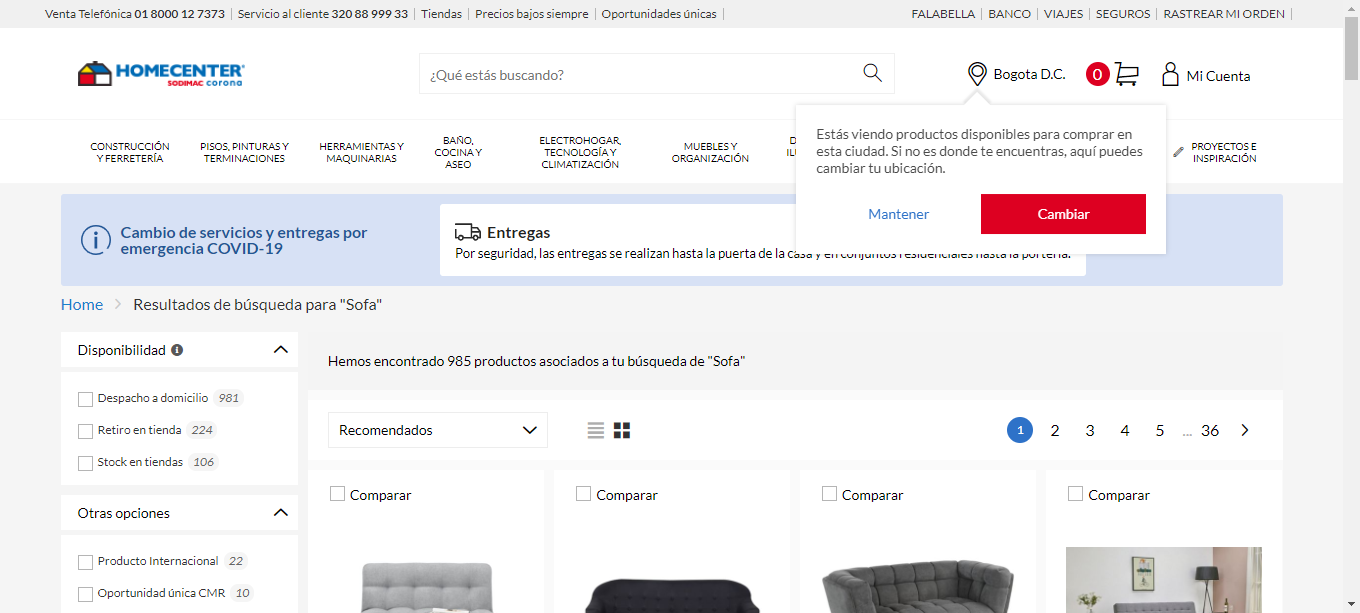 Venta Telefónica 01 8000 12 7373 Servicio al cliente 320 88 999 33 Tiendas Precios bajos siempre Oportunidades únicas FALABELLA BANCO VIAJES SEGUROS RASTREAR MI ORDEN
HOMECENTER
SODIMAC corona
¿Qué estás buscando?
Bogota D.C.
0
Mi Cuenta
CONSTRUCCIÓN
Y FERRETERÍA
PISOS, PINTURAS Y
TERMINACIONES
HERRAMIENTAS Y
MAQUINARIAS
BAÑO,
COCINA Y
ASEO
ELECTROHOGAR,
TECNOLOGÍA Y
CLIMATIZACIÓN
MUEBLES Y
ORGANIZACIÓN
PROYECTOS E
INSPIRACIÓN
Estás viendo productos disponibles para comprar en
esta ciudad. Si no es donde te encuentras, aquí puedes
cambiar tu ubicación.
Mantener
Cambiar
Cambio de servicios y entregas por
emergencia COVID-19
Entregas
Por seguridad, las entregas se realizan hasta la puerta de la casa y en conjuntos residenciales hasta la portería.
Home Resultados de búsqueda para "Sofa"
Disponibilidad
Despacho a domicilio 981
Retiro en tienda 224
Stock en tiendas 106
Otras opciones
Producto Internacional 22
Oportunidad única CMR 10
Hemos encontrado 985 productos asociados a tu búsqueda de "Sofa"
Recomendados
1 2 3 4 5 ... 36
Comparar
Comparar
Comparar
Comparar